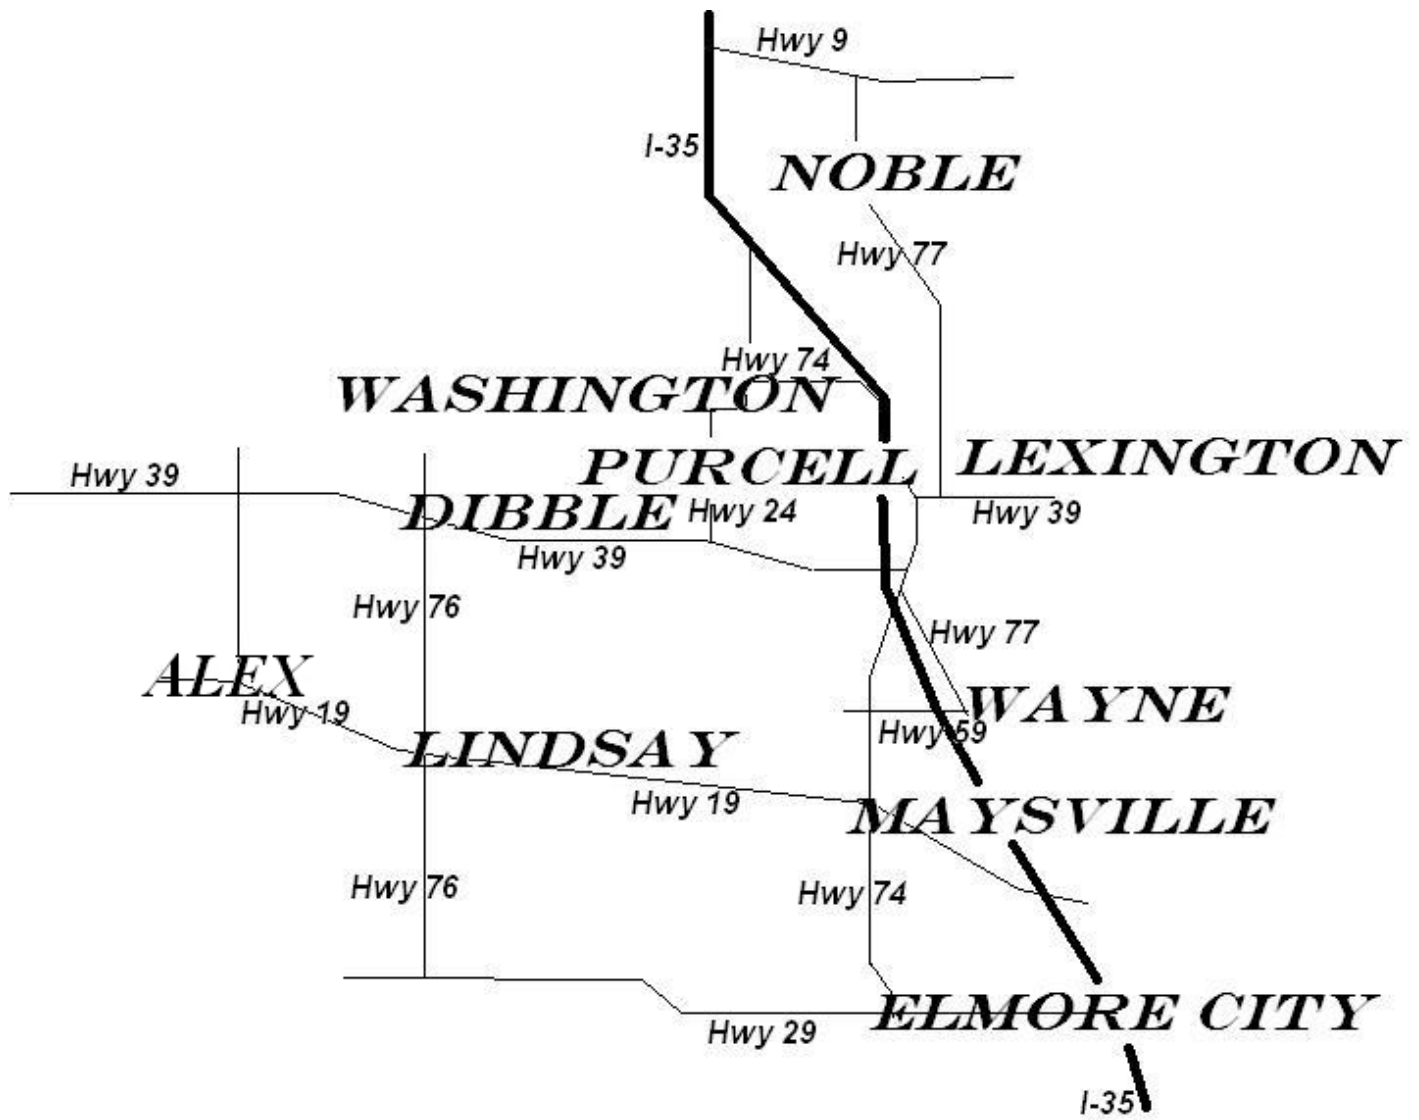 Hwy 9
I-35
NOBLE
Hwy 77
Hwy 74
WASHINGTON
PURCELL
LEXINGTON
Hwy 39
DIBBLE
Hwy 24
Hwy 39
Hwy 39
Hwy 76
Hwy 77
ALEX
Hwy 19
WAYNE
Hwy 59
LINDSAY
Hwy 19
MAYSVILLE
Hwy 76
Hwy 74
ELMORE CITY
Hwy 29
I-35